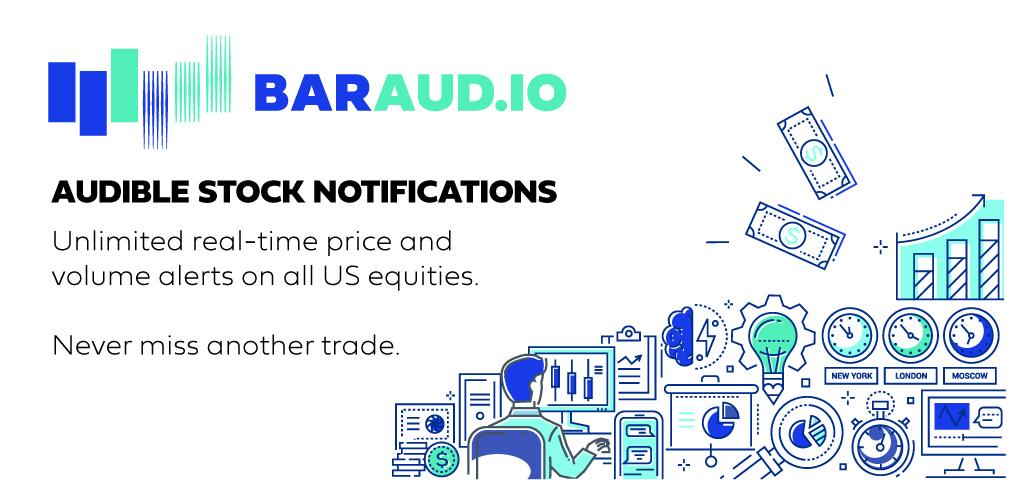 BARAUD.IO
AUDIBLE STOCK NOTIFICATIONS
Unlimited real-time price and
volume alerts on all US equities.
Never miss another trade.
$
$
NEW YORK
LONDON
MOSCOW
$